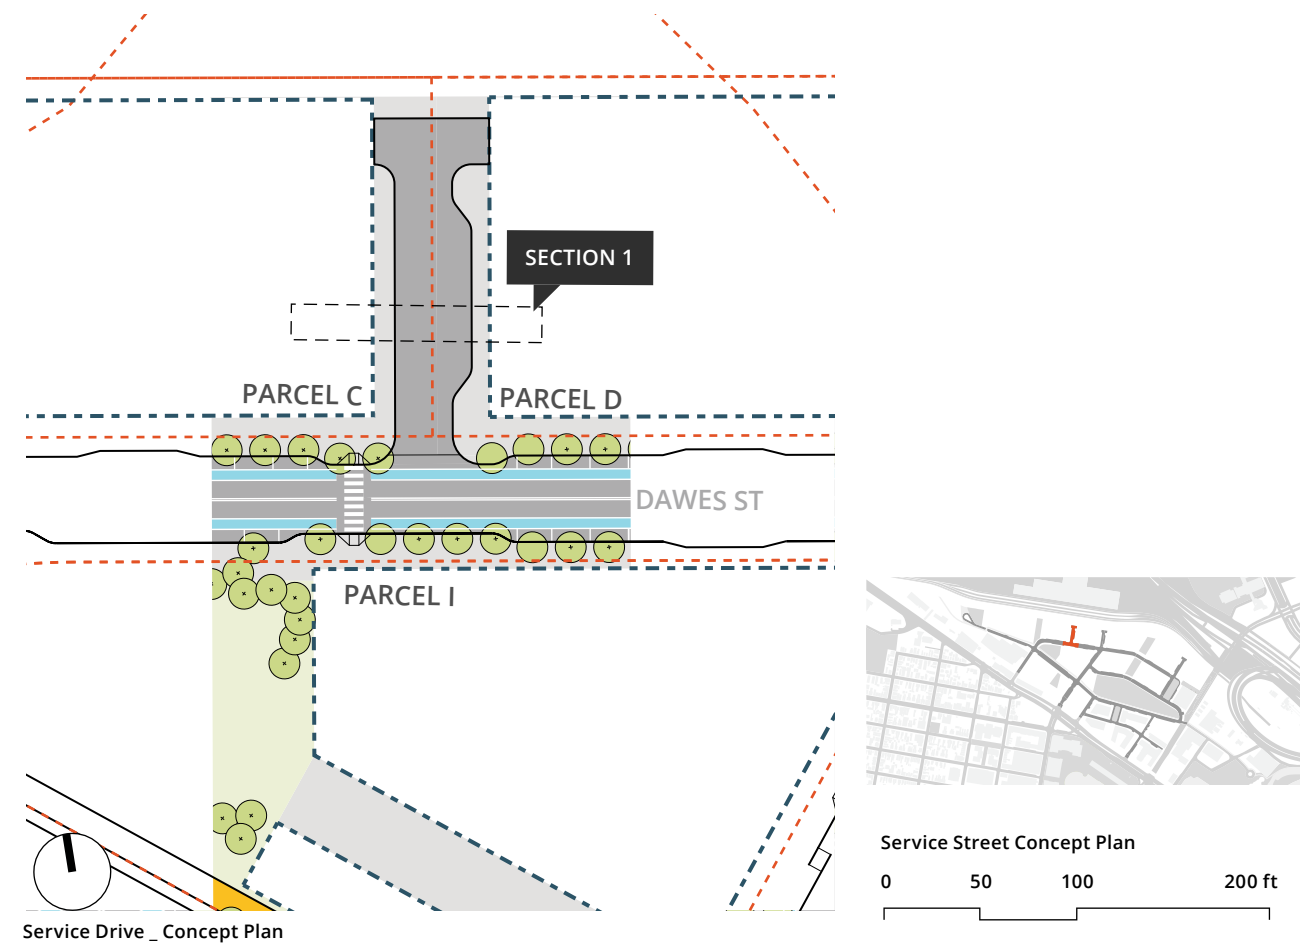 SECTION 1
PARCEL C
PARCEL D
DAWES ST
PARCEL I
Service Street Concept Plan
0 50 100 200 ft
Service Drive _ Concept Plan